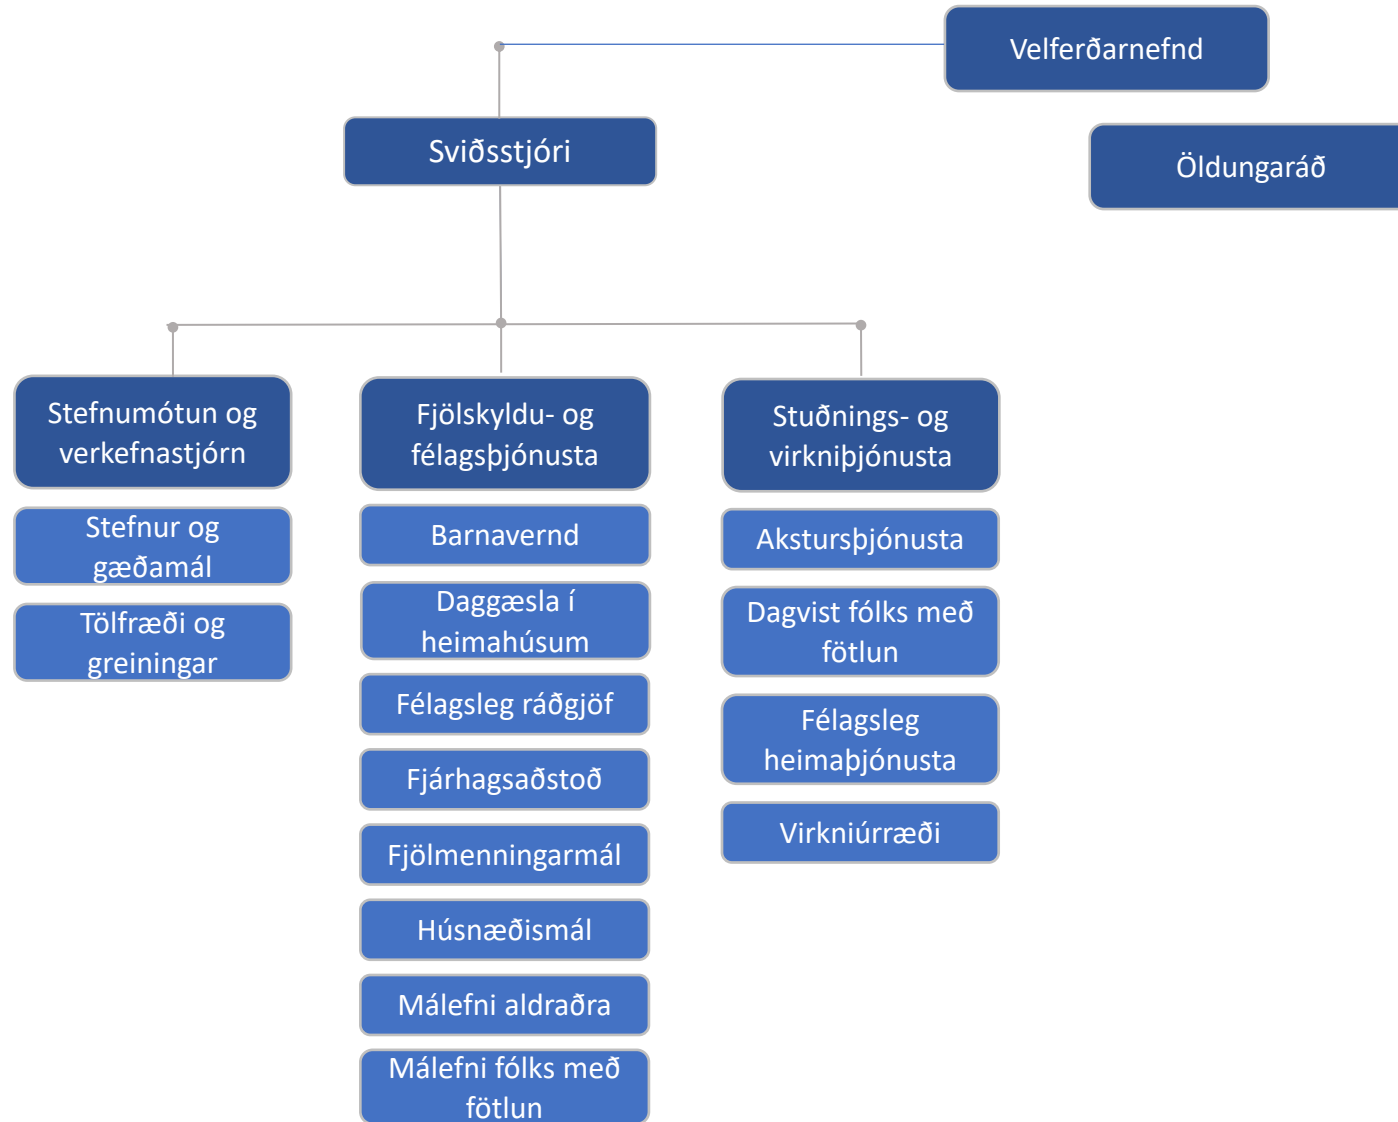 Velferðarnefnd
Sviðsstjóri
Öldungaráð
Stefnumótun og
verkefnastjórn
Stefnur og
gæðamál
Tölfræði og
greiningar
Fjölskyldu- og
félagsþjónusta
Barnavernd
Daggæsla í
heimahúsum
Félagsleg ráðgjöf
Fjárhagsaðstoð
Fjölmenningarmál
Húsnæðismál
Málefni aldraðra
Málefni fólks með
fötlun
Stuðnings- og
virkniþjónusta
Akstursþjónusta
Dagvist fólks með
fötlun
Félagsleg
heimaþjónusta
Virkniúrræði